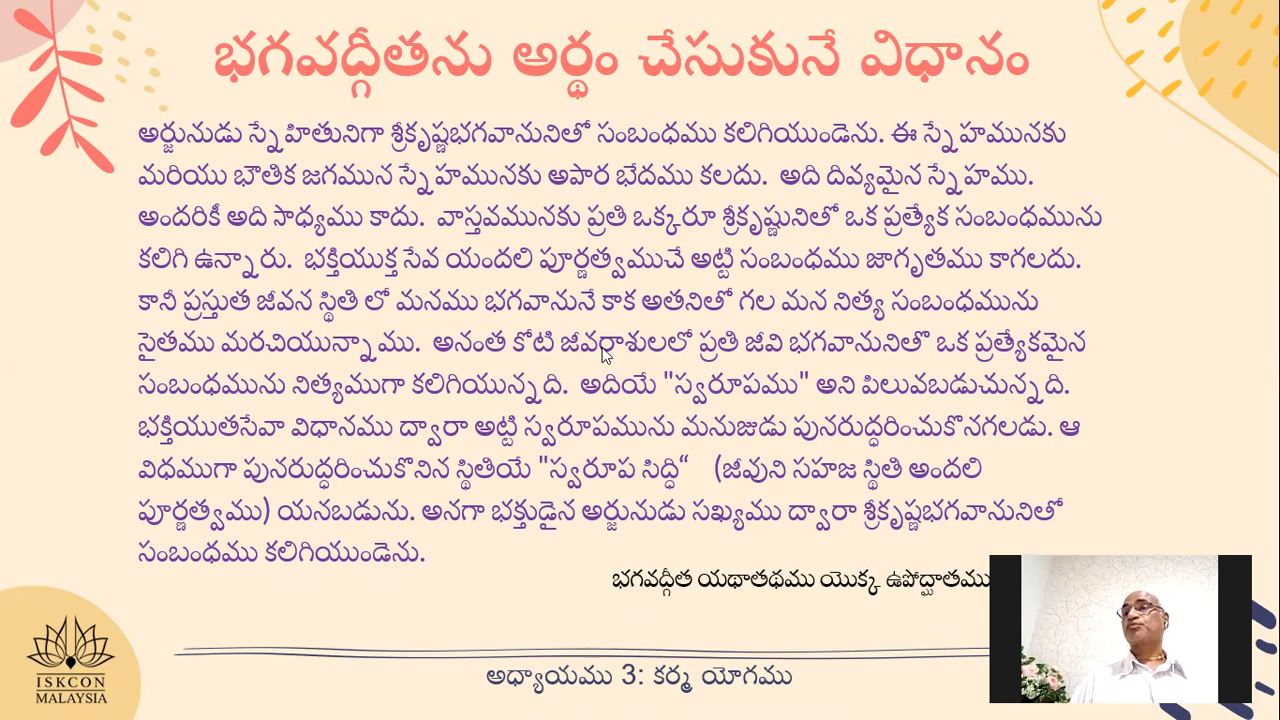 భగవద్గీతను అర్థం చేసుకునే విధానం
అర్జునుడు స్నేహితునిగా శ్రీకృష్ణభగవానునితో సంబంధము కలిగియుండెను. ఈ స్నేహమునకు
మరియు భౌతిక జగమున స్నేహమునకు అపార భేదము కలదు. అది దివ్యమైన స్నేహము.
అందరికీ అది సాధ్యము కాదు. వాస్తవమునకు ప్రతి ఒక్కరూ శ్రీకృష్ణునితో ఒక ప్రత్యేక సంబంధమును
కలిగి ఉన్నారు. భక్తియుక్త సేవ యందలి పూర్ణత్వముచే అట్టి సంబంధము జాగృతము కాగలదు.
కానీ ప్రస్తుత జీవన స్థితి లో మనము భగవానునే కాక అతనితో గల మన నిత్య సంబంధమును
సైతము మరచియున్నాము. అనంత కోటి జీవరాశులలో ప్రతి జీవి భగవానునితొ ఒక ప్రత్యేకమైన
సంబంధమును నిత్యముగా కలిగియున్నది. అదియే "స్వరూపము" అని పిలువబడుచున్నది.
భక్తియుతసేవా విధానము ద్వారా అట్టి స్వరూపమును మనుజుడు పునరుద్ధరించుకొనగలడు. ఆ
విధముగా పునరుద్ధరించుకొనిన స్థితియే "స్వరూప సిద్ధి“ (జీవుని సహజ స్థితి అందలి
పూర్ణత్వము) యనబడును. అనగా భక్తుడైన అర్జునుడు సఖ్యము ద్వారా శ్రీకృష్ణభగవానునితో
సంబంధము కలిగియుండెను.
భగవద్గీత యథాతథము యొక్క ఉపోద్ఘాతము
అధ్యాయము 3: కర్మ యోగము
ISKCON
MALAYSIA